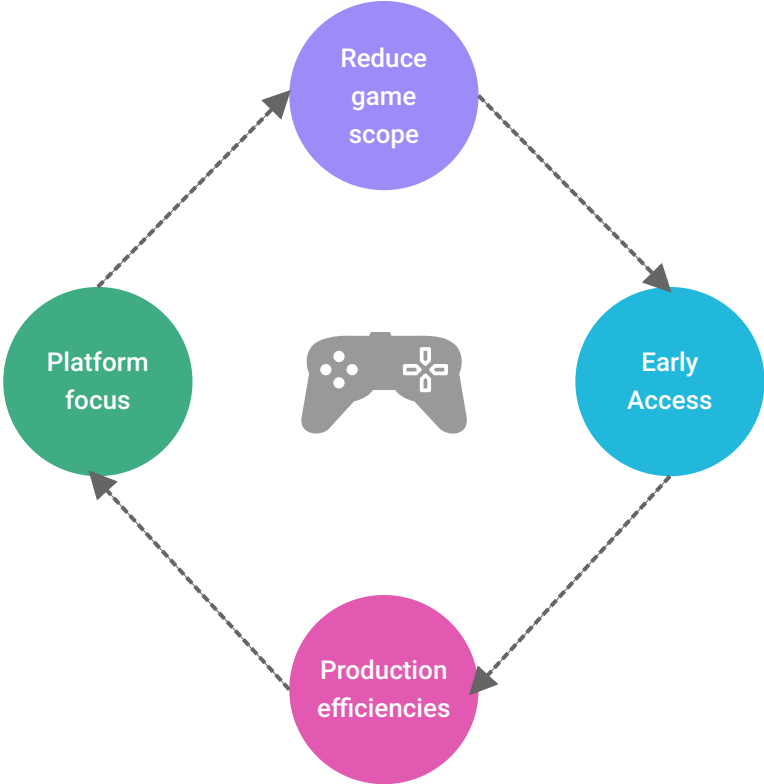 Reduce
game
scope
Platform
focus
Early
Access
Production
efficiencies